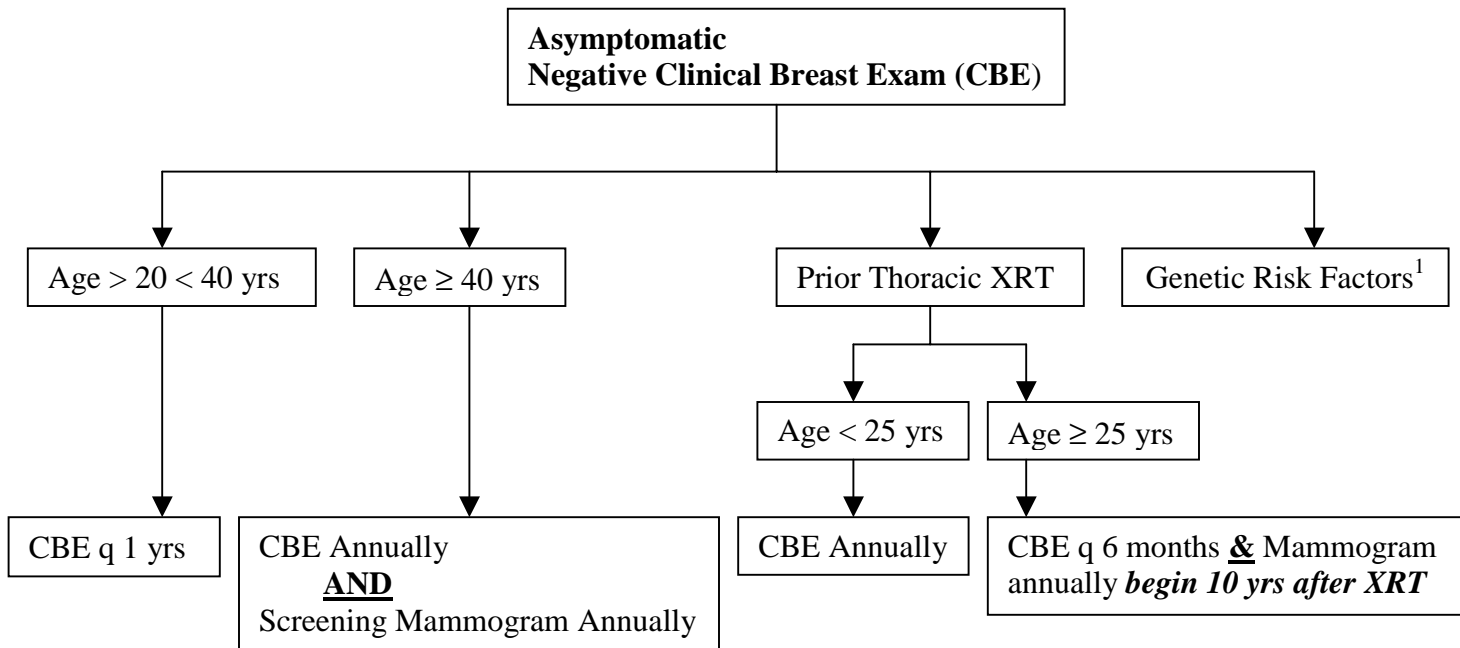 Asymptomatic
Negative Clinical Breast Exam (CBE)
Age > 20 < 40 yrs
Age ≥ 40 yrs
Prior Thoracic XRT
Genetic Risk Factors¹
Age < 25 yrs
Age ≥ 25 yrs
CBE q 1 yrs
CBE Annually
AND
Screening Mammogram Annually
CBE Annually
CBE q 6 months & Mammogram
annually begin 10 yrs after XRT